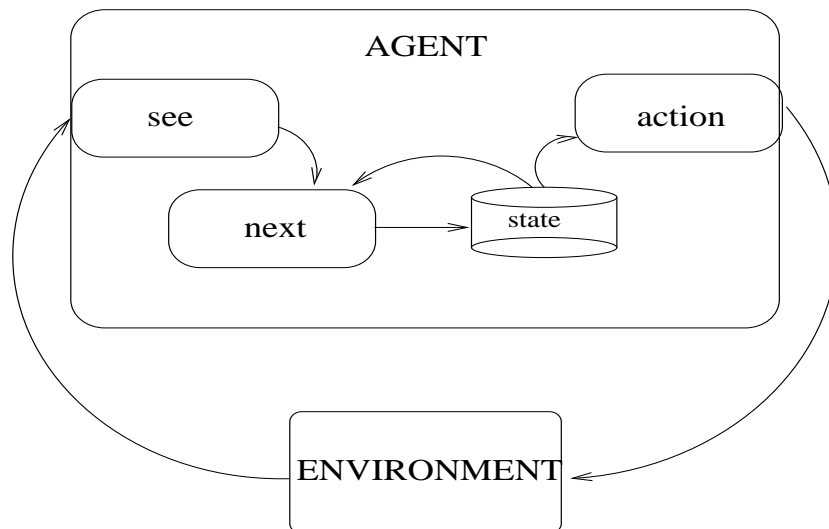 AGENT
see
action
next
state
ENVIRONMENT